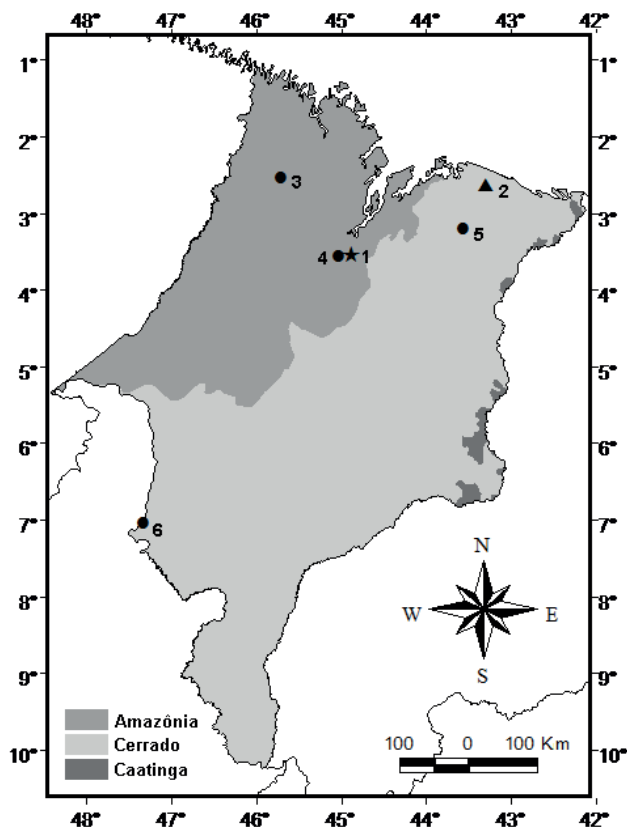 48° 47° 46° 45° 44° 43° 42°
1° 1°
2° 2°
3 2
3° 5 3°
4 1
4° 4°
5° 5°
6° 6°
7° 6 7°
N
8° 8°
W E
9° S 9°
Amazônia
Cerrado 100 0 100 Km
10° Caatinga 10°
48° 47° 46° 45° 44° 43° 42°